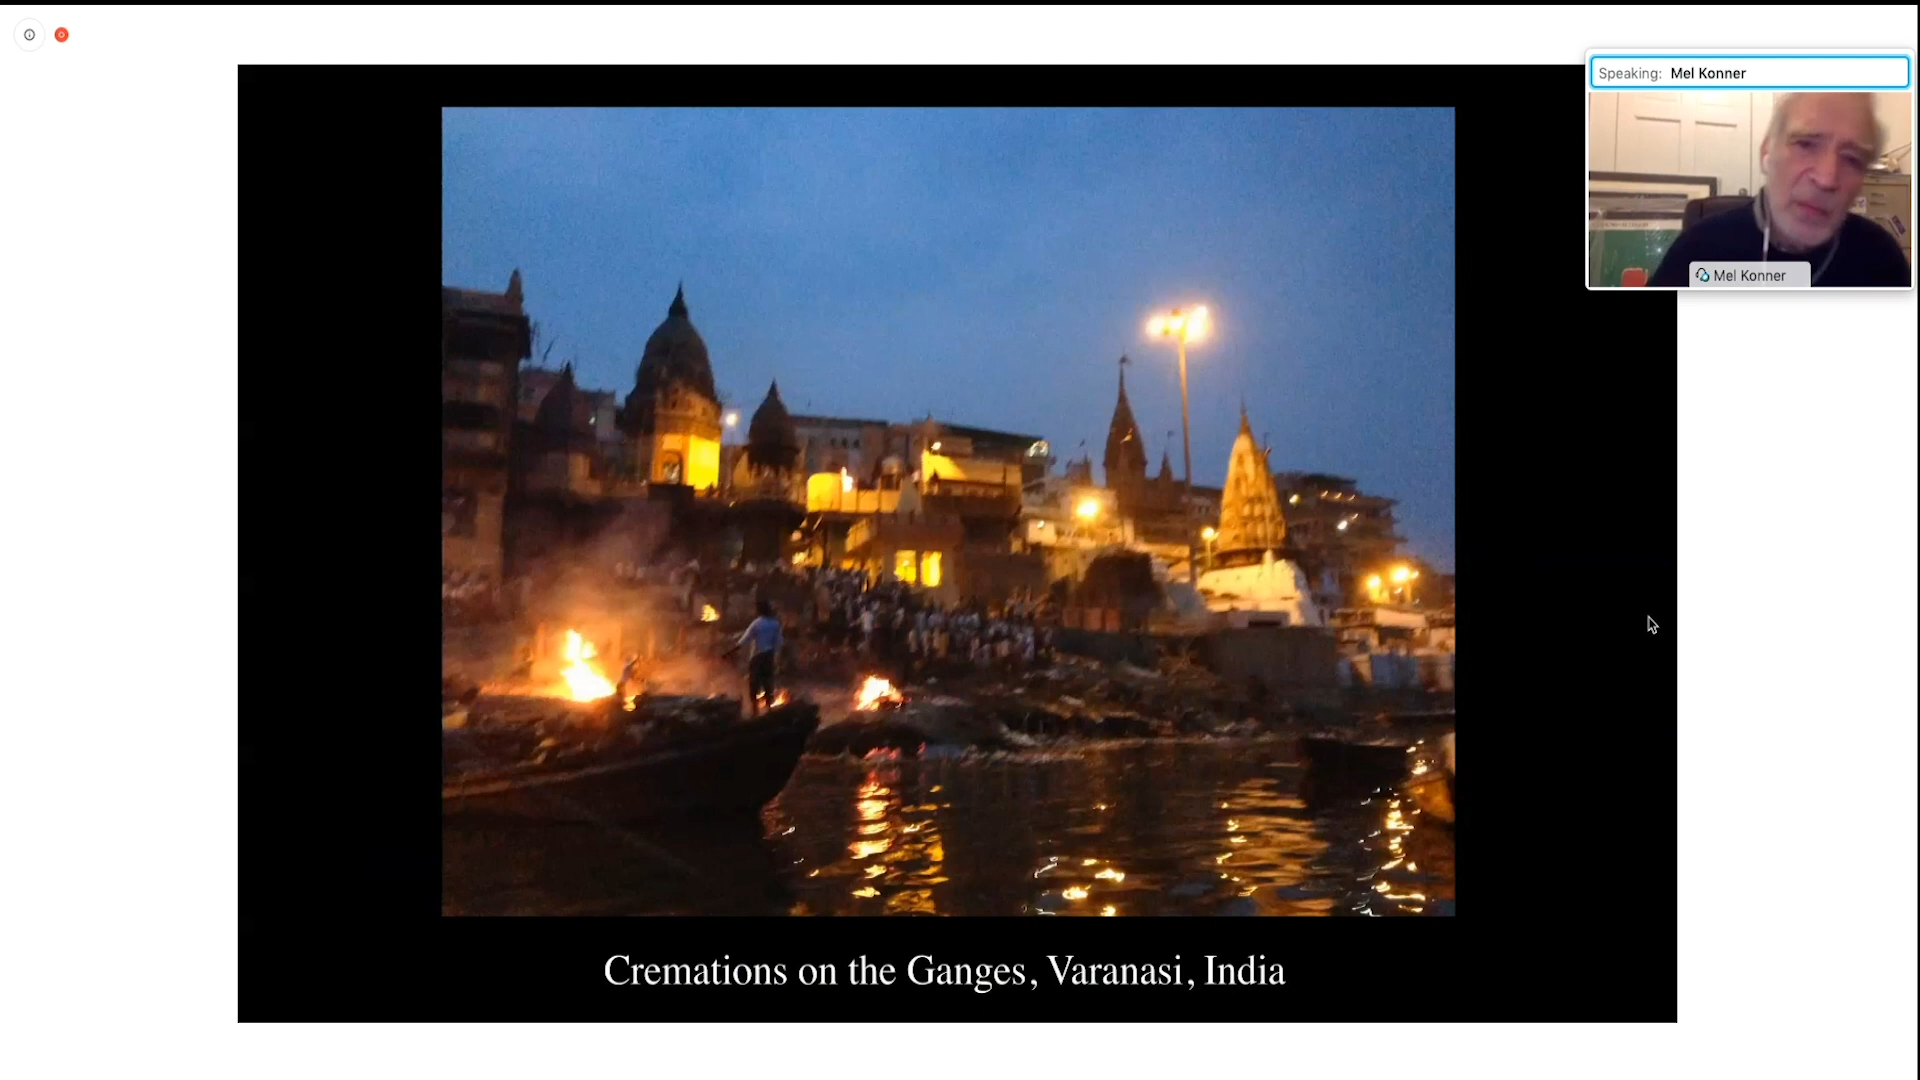 Speaking: Mel Konner
Mel Konner
Cremations on the Ganges, Varanasi, India